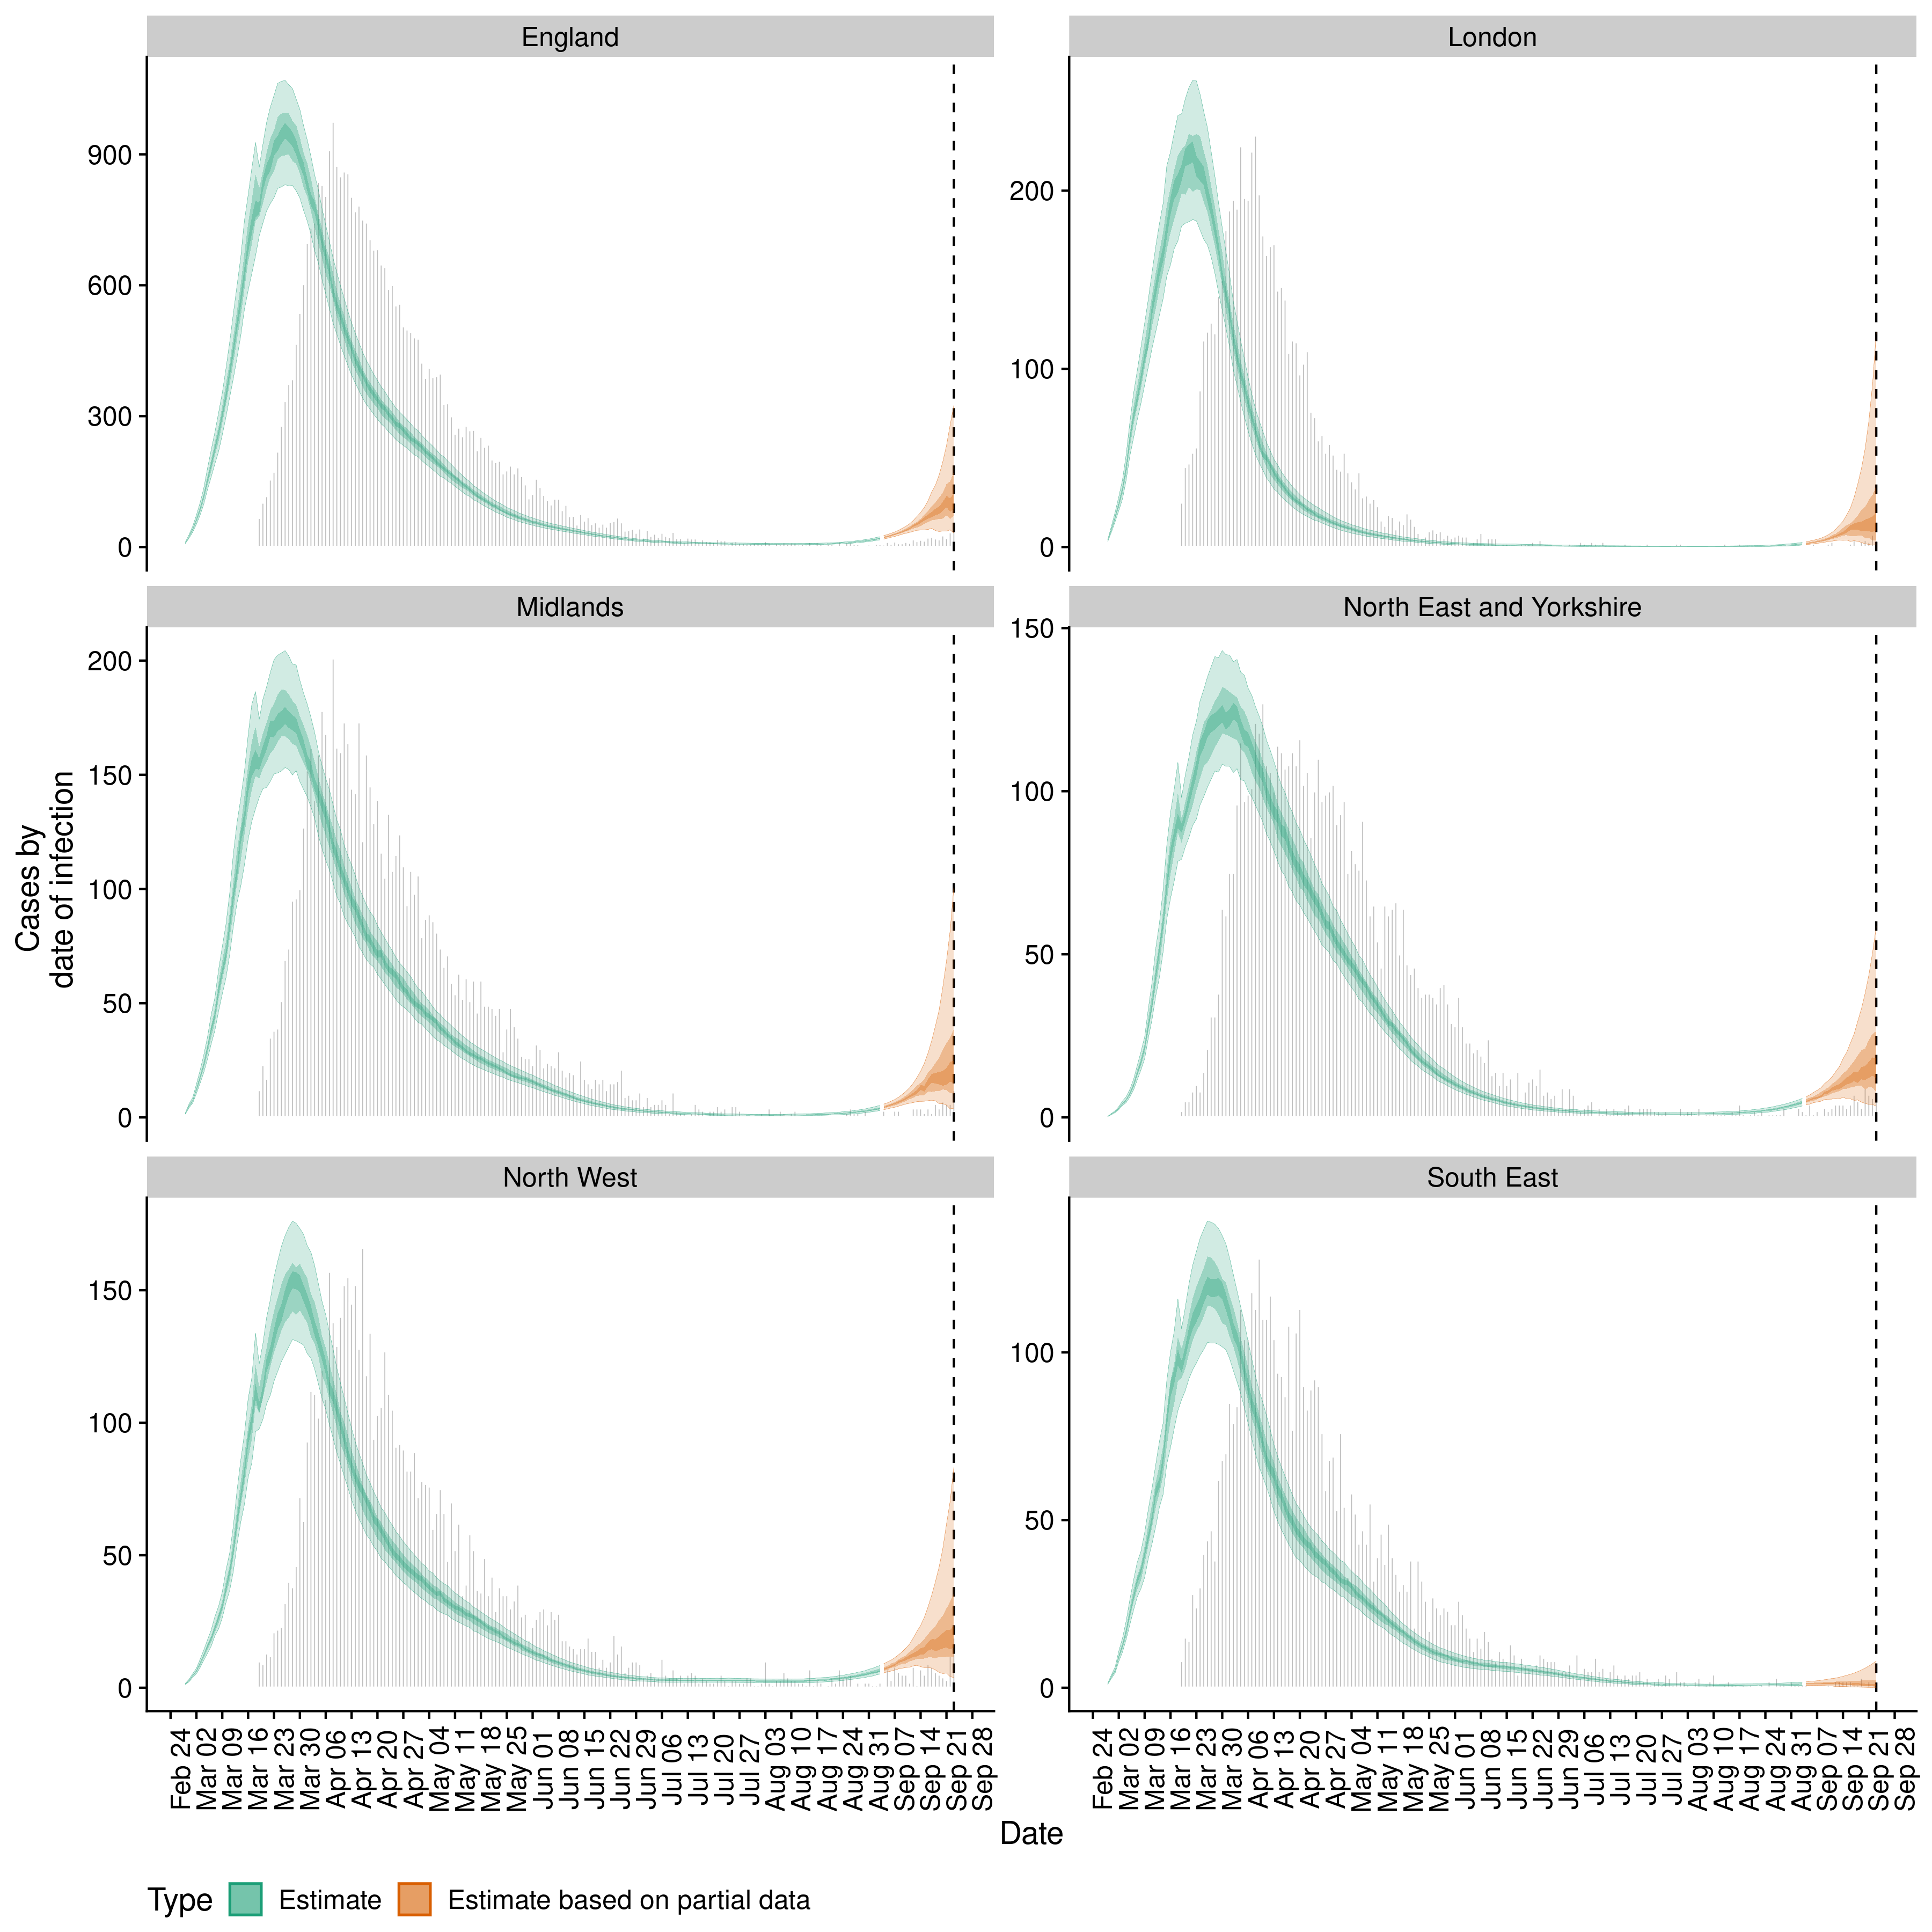 England
London
900
600
300
0
200
100
0
Midlands
North East and Yorkshire
200
150
100
50
0
150
100
50
0
Cases by
date of infection
North West
South East
150
100
50
0
100
50
0
Feb 24
Mar 02
Mar 09
Mar 16
Mar 23
Mar 30
Apr 06
Apr 13
Apr 20
Apr 27
May 04
May 11
May 18
May 25
Jun 01
Jun 08
Jun 15
Jun 22
Jun 29
Jul 06
Jul 13
Jul 20
Jul 27
Aug 03
Aug 10
Aug 17
Aug 24
Aug 31
Sep 07
Sep 14
Sep 21
Sep 28
Feb 24
Mar 02
Mar 09
Mar 16
Mar 23
Mar 30
Apr 06
Apr 13
Apr 20
Apr 27
May 04
May 11
May 18
May 25
Jun 01
Jun 08
Jun 15
Jun 22
Jun 29
Jul 06
Jul 13
Jul 20
Jul 27
Aug 03
Aug 10
Aug 17
Aug 24
Aug 31
Sep 07
Sep 14
Sep 21
Sep 28
Date
Type Estimate Estimate based on partial data